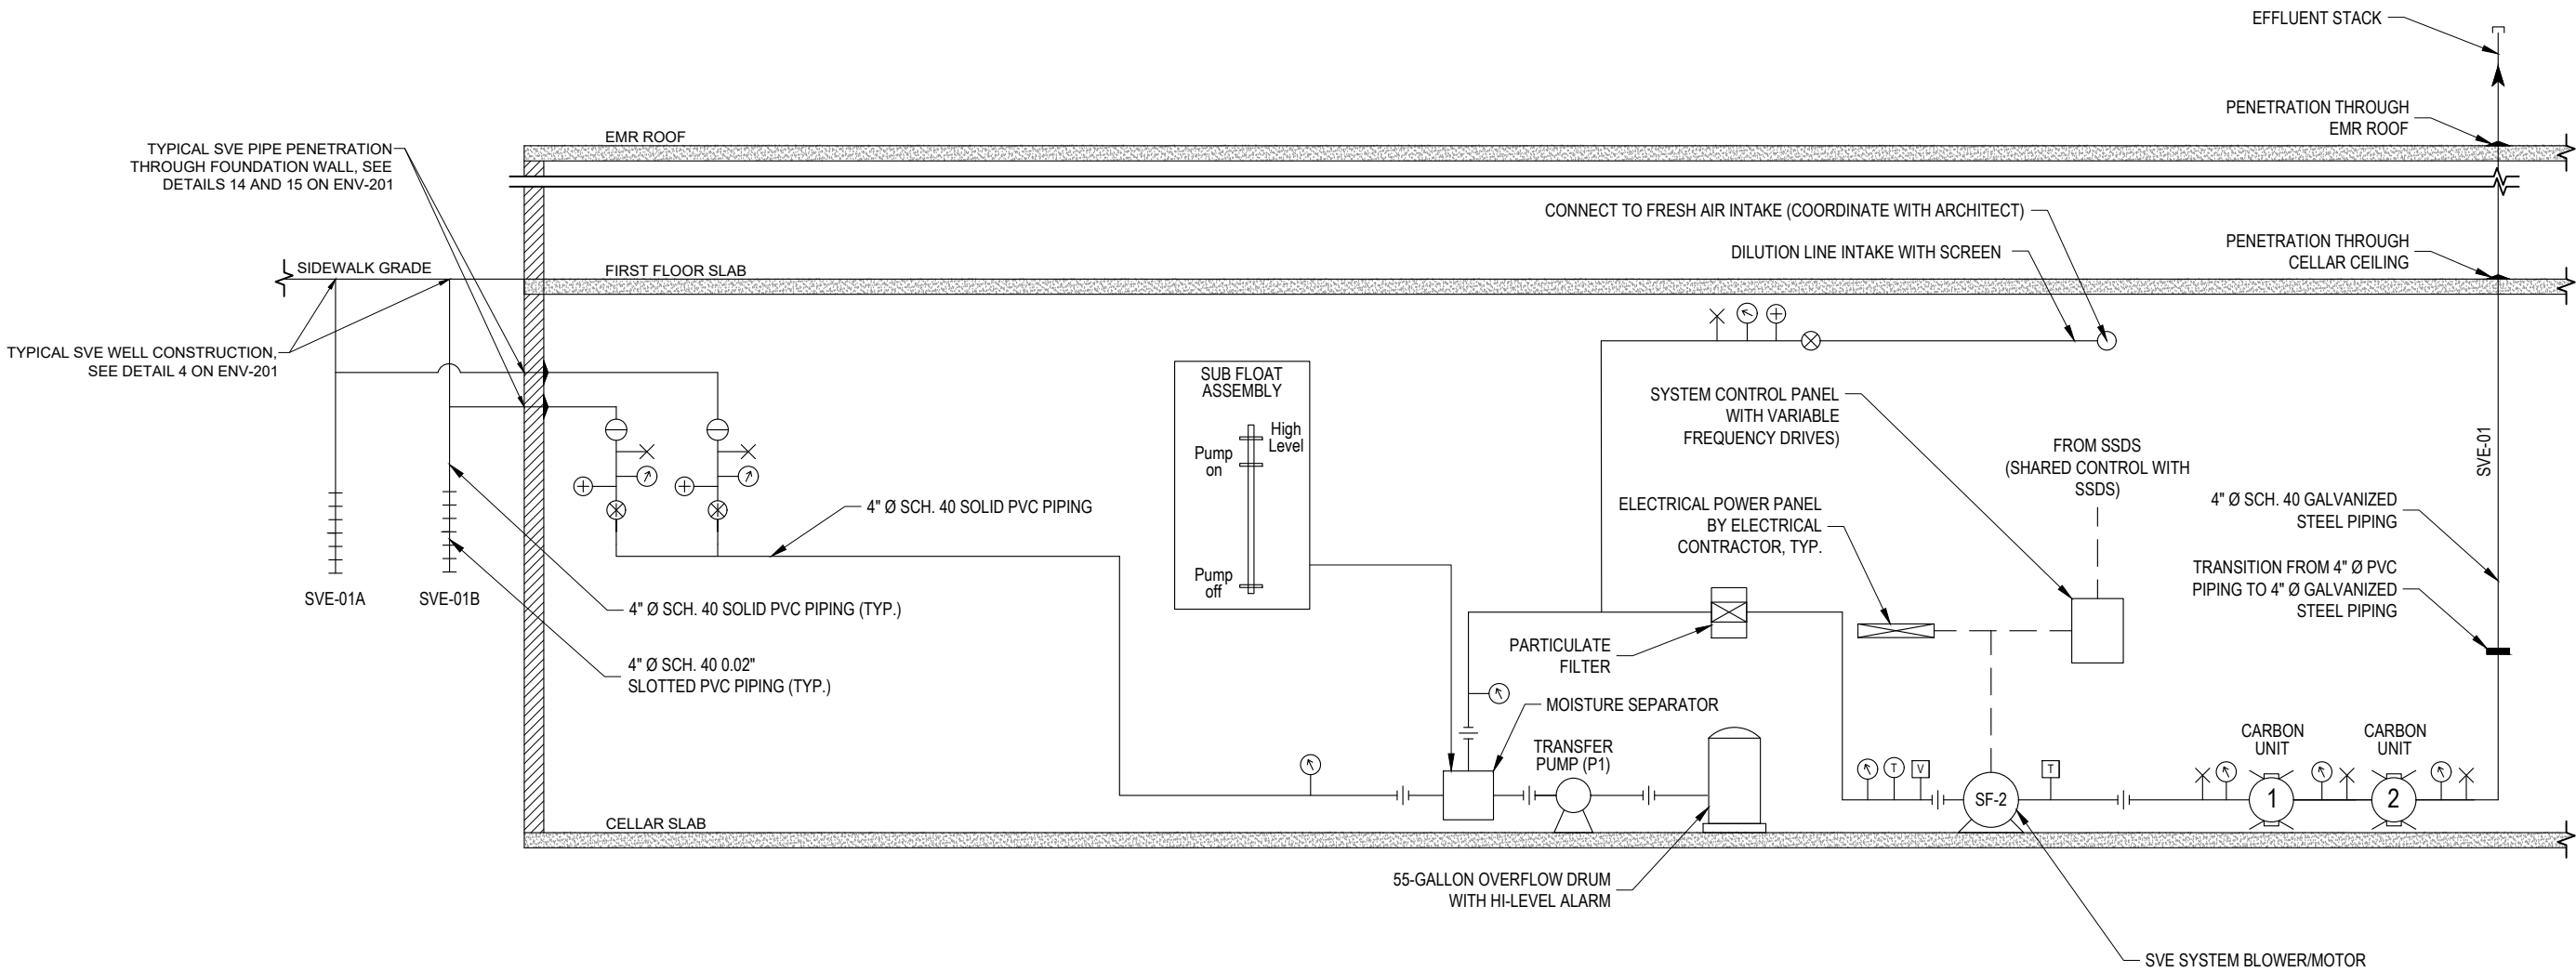 EFFLUENT STACK
PENETRATION THROUGH
EMR ROOF
EMR ROOF
TYPICAL SVE PIPE PENETRATION
THROUGH FOUNDATION WALL, SEE
DETAILS 14 AND 15 ON ENV-201
CONNECT TO FRESH AIR INTAKE (COORDINATE WITH ARCHITECT)
DILUTION LINE INTAKE WITH SCREEN
PENETRATION THROUGH
CELLAR CEILING
SIDEWALK GRADE
FIRST FLOOR SLAB
TYPICAL SVE WELL CONSTRUCTION,
SEE DETAIL 4 ON ENV-201
SUB FLOAT
ASSEMBLY
High
Level
Pump
on
Pump
off
SYSTEM CONTROL PANEL
WITH VARIABLE
FREQUENCY DRIVES)
FROM SSDS
(SHARED CONTROL WITH
SSDS)
SVE-01
4" Ø SCH. 40 SOLID PVC PIPING
ELECTRICAL POWER PANEL
BY ELECTRICAL
CONTRACTOR, TYP.
4" Ø SCH. 40 GALVANIZED
STEEL PIPING
TRANSITION FROM 4" Ø PVC
PIPING TO 4" Ø GALVANIZED
STEEL PIPING
SVE-01A
SVE-01B
4" Ø SCH. 40 SOLID PVC PIPING (TYP.)
4" Ø SCH. 40 0.02"
SLOTTED PVC PIPING (TYP.)
PARTICULATE
FILTER
MOISTURE SEPARATOR
TRANSFER
PUMP (P1)
CARBON
UNIT
CARBON
UNIT
T
V
T
SF-2
1
2
CELLAR SLAB
55-GALLON OVERFLOW DRUM
WITH HI-LEVEL ALARM
SVE SYSTEM BLOWER/MOTOR